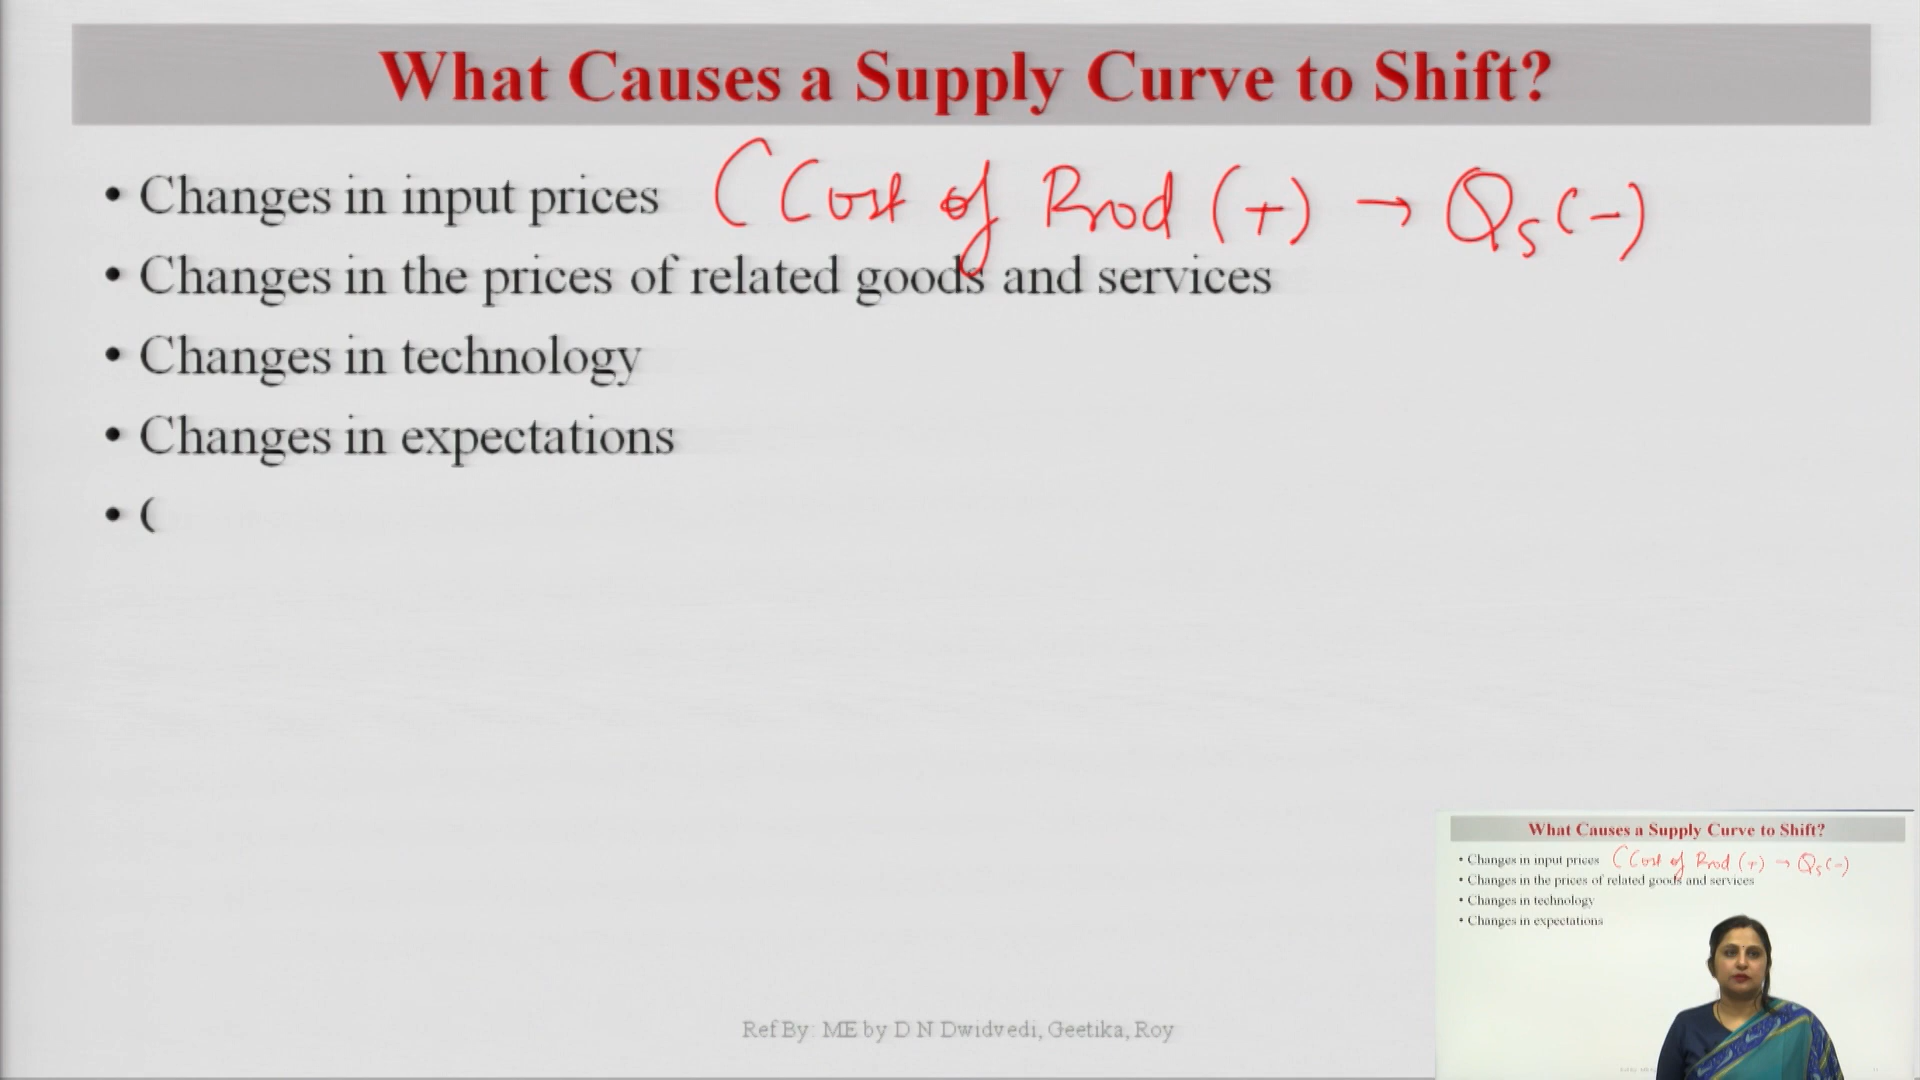 What Causes a Supply Curve to Shift?
• Changes in input prices (Cost of Prod (+) → Qs (-)
• Changes in the prices of related goods and services
• Changes in technology
• Changes in expectations
• (
Ref By: ME by D N Dwidvedi, Geetika, Roy
What Causes a Supply Curve to Shift?
• Changes in input prices (Cost of Prod (+) → Qs (-)
• Changes in the prices of related goods and services
• Changes in technology
• Changes in expectations